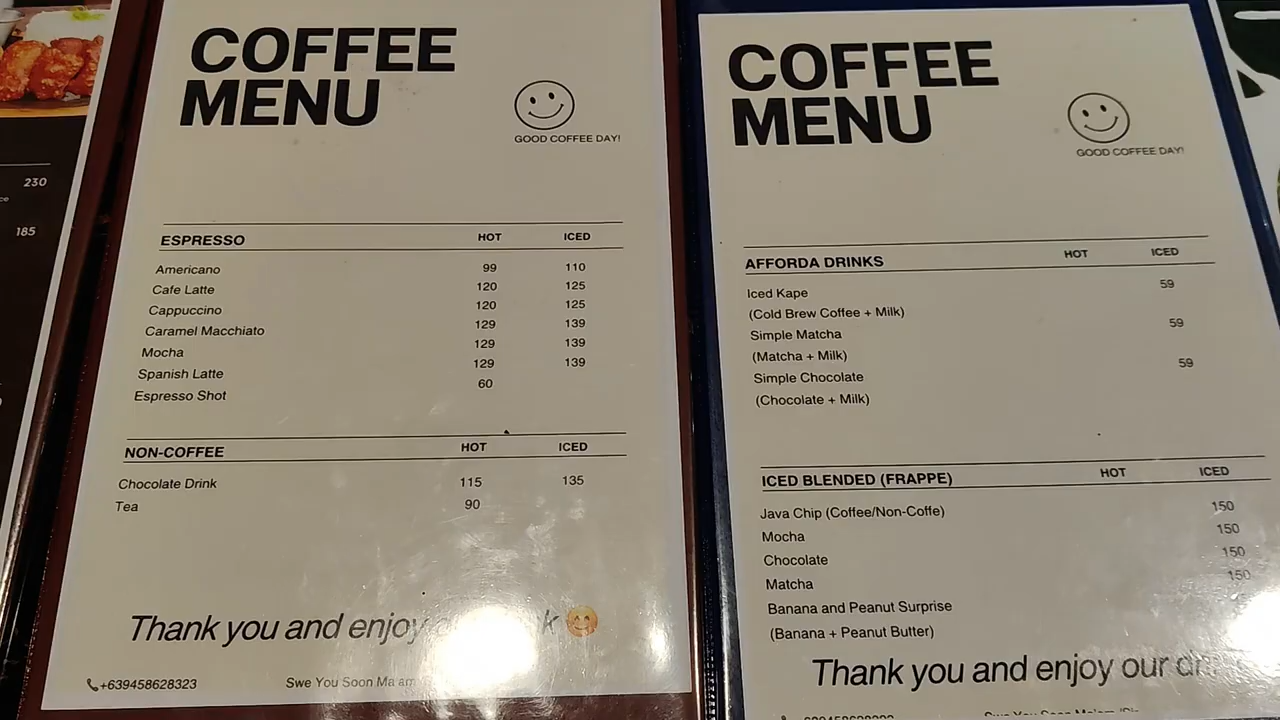 230
ce
185
COFFEE
MENU
GOOD COFFEE DAY!
ESPRESSO HOT ICED
Americano 99 110
Cafe Latte 120 125
Cappuccino 120 125
Caramel Macchiato 129 139
Mocha 129 139
Spanish Latte 129 139
Espresso Shot 60
NON-COFFEE HOT ICED
Chocolate Drink 115 135
Tea 90
Thank you and enjoy
+639458628323 Swe You Soon Ma am
COFFEE
MENU
GOOD COFFEE DAY!
AFFORDA DRINKS HOT ICED
Iced Kape 59
(Cold Brew Coffee + Milk)
Simple Matcha 59
(Matcha + Milk)
Simple Chocolate 59
(Chocolate + Milk)
ICED BLENDED (FRAPPE) HOT ICED
Java Chip (Coffee/Non-Coffe) 150
Mocha 150
Chocolate 150
Matcha 150
Banana and Peanut Surprise
(Banana + Peanut Butter)
Thank you and enjoy our